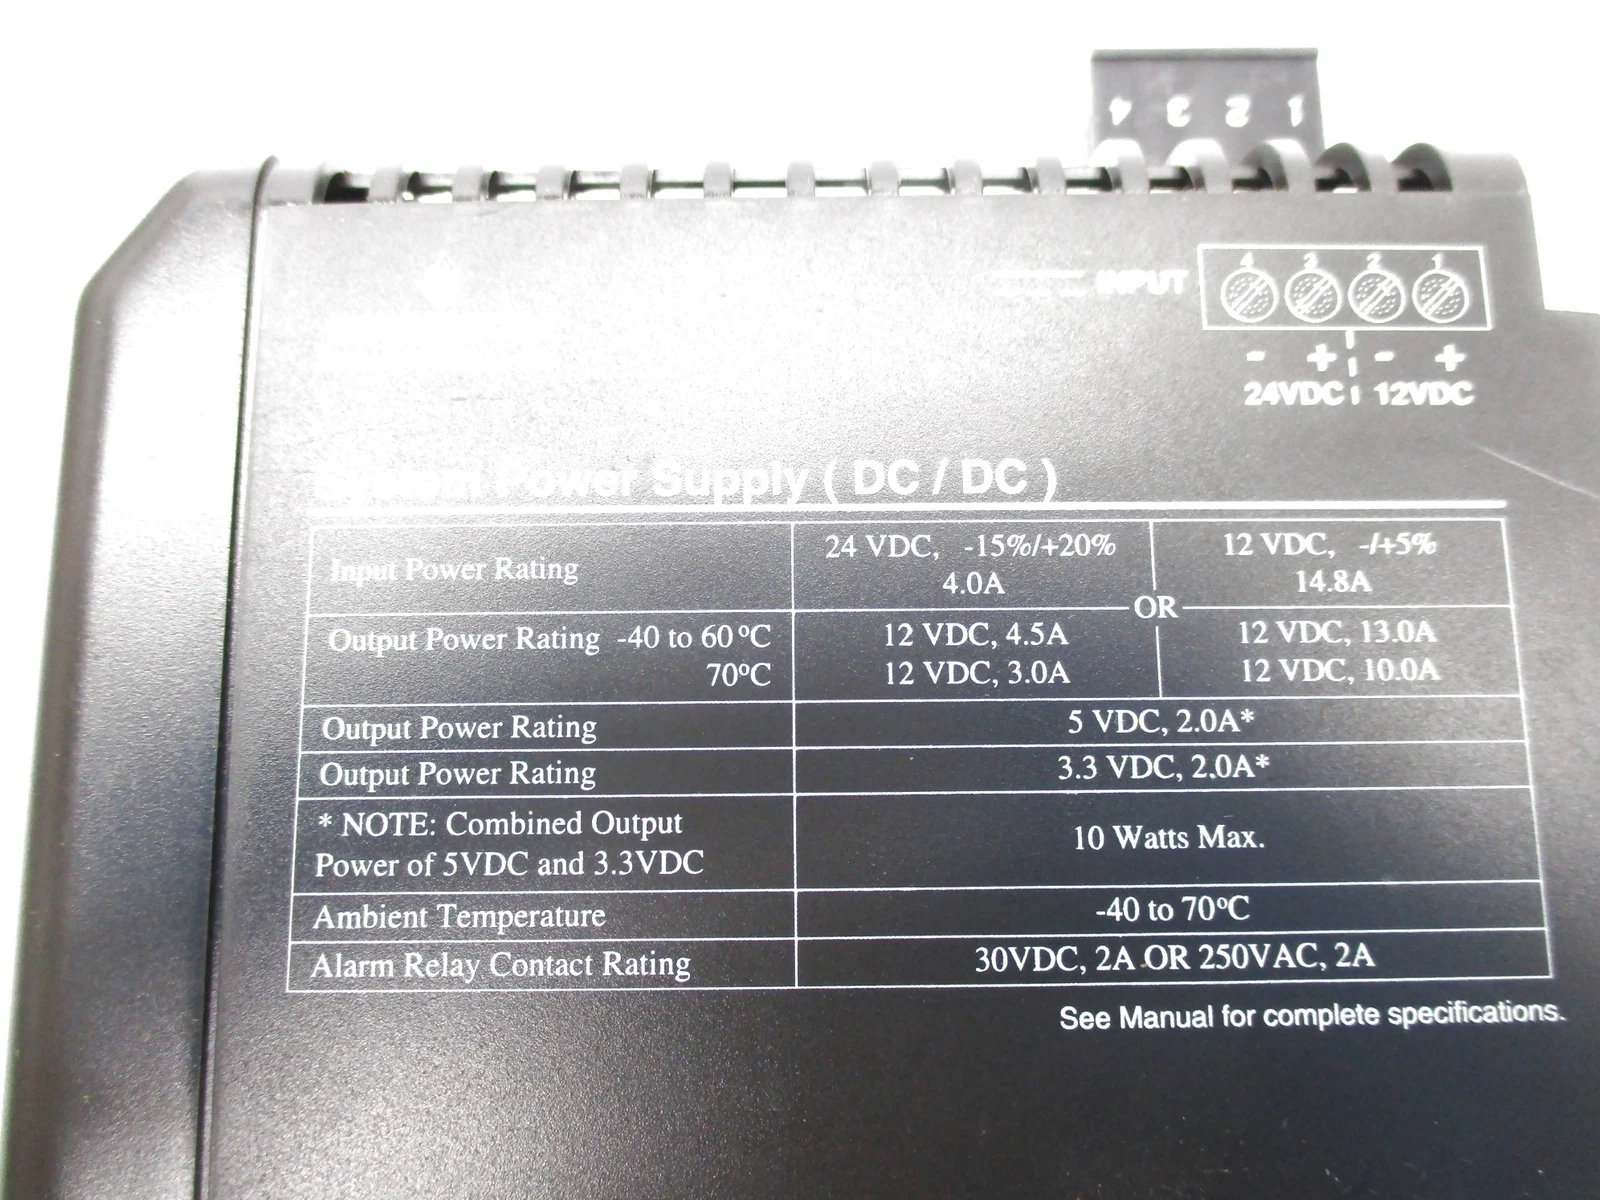 4 3 2 1
INPUT
4 3 2 1
- + - +
24VDC 12VDC
System Power Supply ( DC / DC )
Input Power Rating
24 VDC, -15%/+20%
4.0A
OR
12 VDC, -/+5%
14.8A
Output Power Rating -40 to 60ºC
70ºC
12 VDC, 4.5A
12 VDC, 3.0A
12 VDC, 13.0A
12 VDC, 10.0A
Output Power Rating
5 VDC, 2.0A*
Output Power Rating
3.3 VDC, 2.0A*
* NOTE: Combined Output
Power of 5VDC and 3.3VDC
10 Watts Max.
Ambient Temperature
-40 to 70ºC
Alarm Relay Contact Rating
30VDC, 2A OR 250VAC, 2A
See Manual for complete specifications.